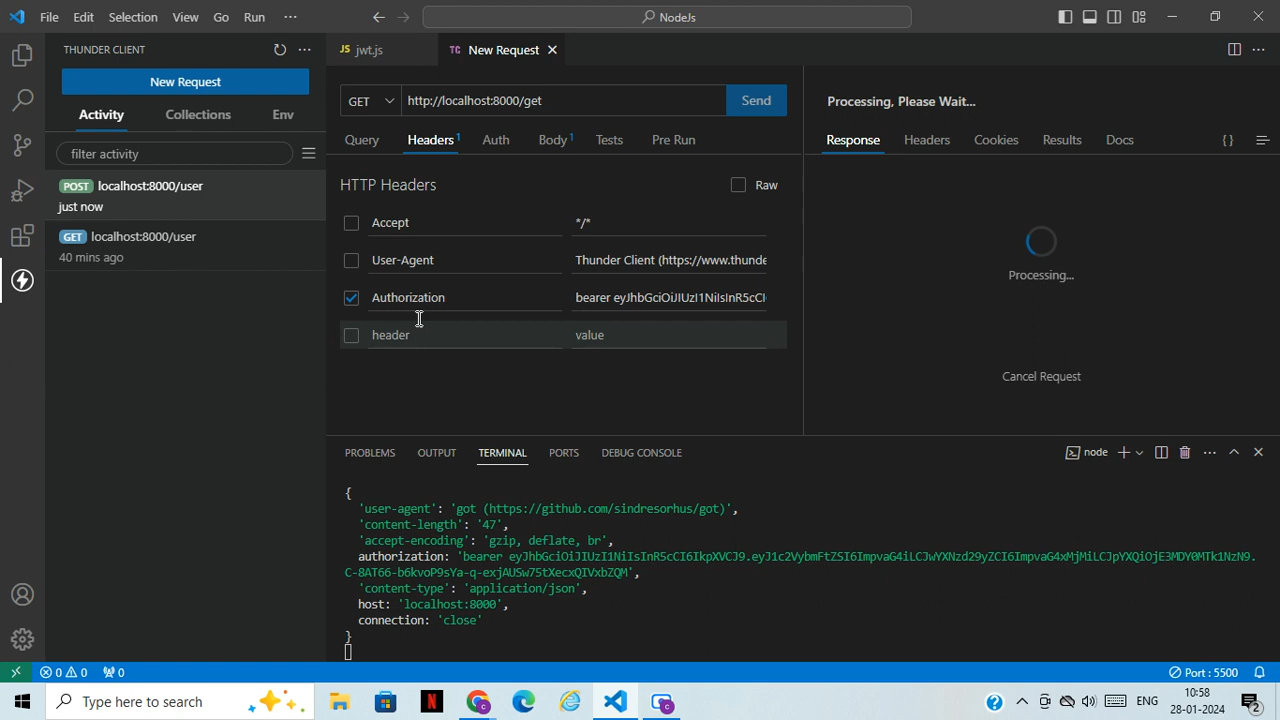 File Edit Selection View Go Run ··· NodeJs
THUNDER CLIENT ···
New Request
Activity Collections Env
filter activity
POST localhost:8000/user
just now
GET localhost:8000/user
40 mins ago
JS jwt.js TC New Request
GET http://localhost:8000/get Send
Query Headers 1 Auth Body 1 Tests Pre Run
HTTP Headers Raw
Accept */*
User-Agent Thunder Client (https://www.thunde
Authorization bearer eyJhbGciOiJIUzI1NiIsInR5cCI
header value
Processing, Please Wait...
Response Headers Cookies Results Docs { }
Processing...
Cancel Request
PROBLEMS OUTPUT TERMINAL PORTS DEBUG CONSOLE node
{
'user-agent': 'got (https://github.com/sindresorhus/got)',
'content-length': '47',
'accept-encoding': 'gzip, deflate, br',
authorization: 'bearer eyJhbGciOiJIUzI1NiIsInR5cCI6IkpXVCJ9.eyJ1c2VybmFtZSI6ImpvaG4iLCJwYXNzd29yZCI6ImpvaG4xMjMiLCJpYXQiOjE3MDY0MTk1NzN9.
C-8AT66-b6kvoP9sYa-q-exjAUSw75tXecxQIVxbZQM',
'content-type': 'application/json',
host: 'localhost:8000',
connection: 'close'
}
0 0 0 Port : 5500
Type here to search ENG 10:58
28-01-2024 2